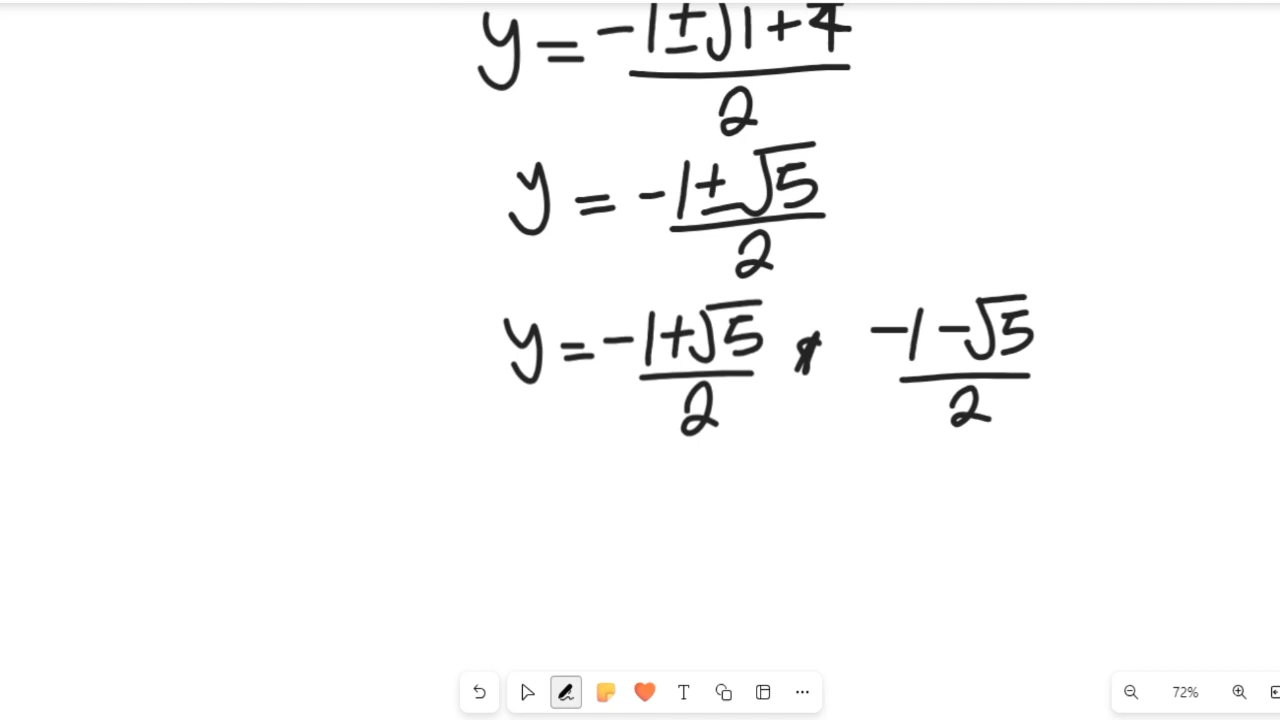 y = -1 ± √1 + 4 / 2
y = -1 ± √5 / 2
y = -1 + √5 / 2 -1 - √5 / 2
T
72%